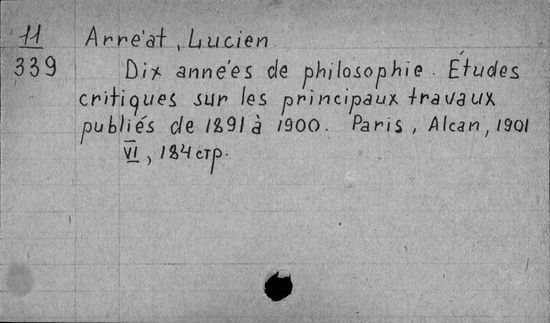 11
339
Arréat, Lucien.
Dix années de philosophie. Études
critiques sur les principaux travaux
publiés de 1891 à 1900. Paris, Alcan, 1901
VI, 184 стр.